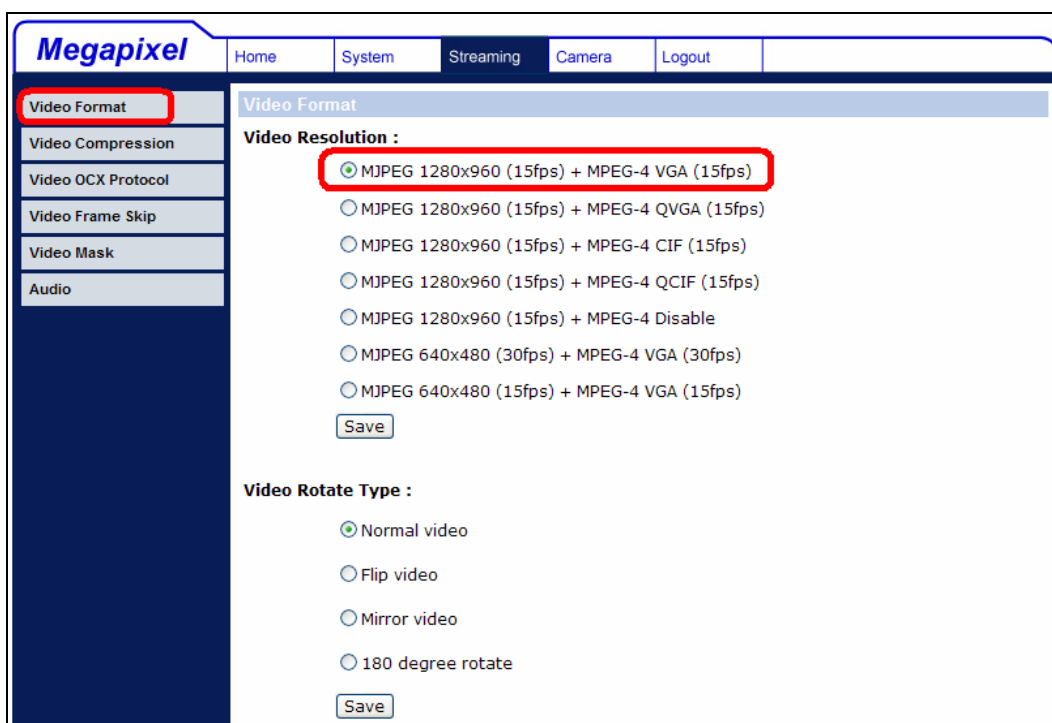 Megapixel
Home System Streaming Camera Logout
Video Format
Video Compression
Video OCX Protocol
Video Frame Skip
Video Mask
Audio
Video Format
Video Resolution :
MJPEG 1280x960 (15fps) + MPEG-4 VGA (15fps)
MJPEG 1280x960 (15fps) + MPEG-4 QVGA (15fps)
MJPEG 1280x960 (15fps) + MPEG-4 CIF (15fps)
MJPEG 1280x960 (15fps) + MPEG-4 QCIF (15fps)
MJPEG 1280x960 (15fps) + MPEG-4 Disable
MJPEG 640x480 (30fps) + MPEG-4 VGA (30fps)
MJPEG 640x480 (15fps) + MPEG-4 VGA (15fps)
Save
Video Rotate Type :
Normal video
Flip video
Mirror video
180 degree rotate
Save